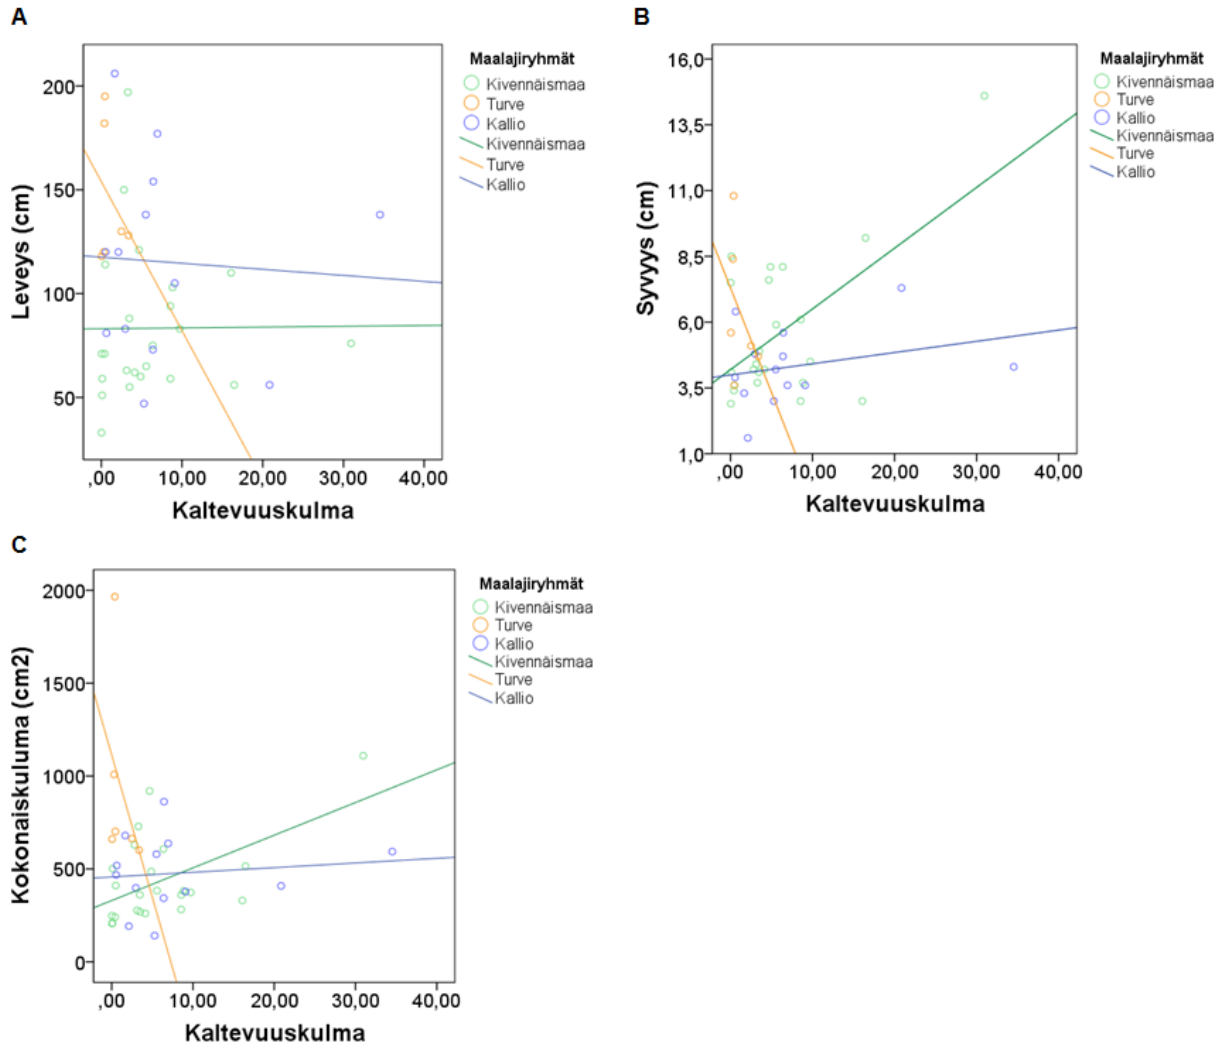 A
Leveys (cm)
200
150
100
50
,00 10,00 20,00 30,00 40,00
Kaltevuuskulma
Maalajiryhmät
Kivennäismaa
Turve
Kallio
Kivennäismaa
Turve
Kallio
B
Syvyys (cm)
16,0
13,5
11,0
8,5
6,0
3,5
1,0
,00 10,00 20,00 30,00 40,00
Kaltevuuskulma
Maalajiryhmät
Kivennäismaa
Turve
Kallio
Kivennäismaa
Turve
Kallio
C
Kokonaiskuluma (cm2)
2000
1500
1000
500
0
,00 10,00 20,00 30,00 40,00
Kaltevuuskulma
Maalajiryhmät
Kivennäismaa
Turve
Kallio
Kivennäismaa
Turve
Kallio